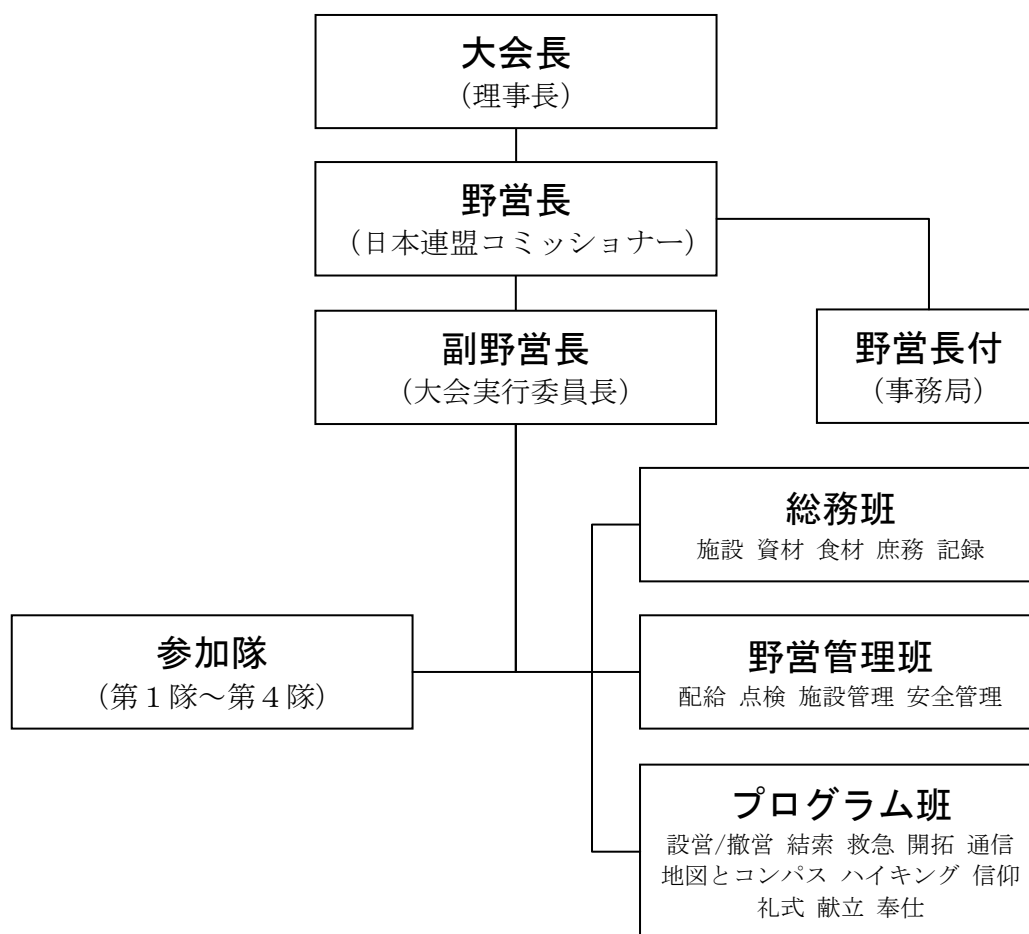 大会長
（理事長）
野営長
（日本連盟コミッショナー）
副野営長
（大会実行委員長）
野営長付
（事務局）
総務班
施設 資材 食材 庶務 記録
参加隊
（第１隊～第４隊）
野営管理班
配給 点検 施設管理 安全管理
プログラム班
設営/撤営 結索 救急 開拓 通信
地図とコンパス ハイキング 信仰
礼式 献立 奉仕